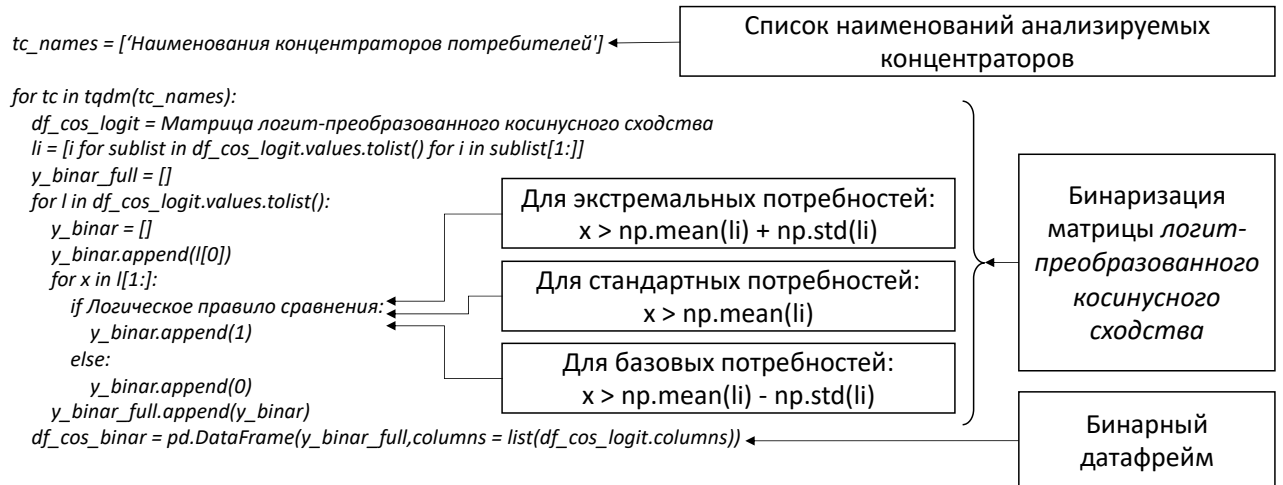 tc_names = [‘Наименования концентраторов потребителей']
Список наименований анализируемых
концентраторов
for tc in tqdm(tc_names):
df_cos_logit = Матрица логит-преобразованного косинусного сходства
li = [i for sublist in df_cos_logit.values.tolist() for i in sublist[1:]]
y_binar_full = []
for l in df_cos_logit.values.tolist():
y_binar = []
y_binar.append(l[0])
for x in l[1:]:
if Логическое правило сравнения:
y_binar.append(1)
else:
y_binar.append(0)
y_binar_full.append(y_binar)
df_cos_binar = pd.DataFrame(y_binar_full,columns = list(df_cos_logit.columns))
Для экстремальных потребностей:
x > np.mean(li) + np.std(li)
Для стандартных потребностей:
x > np.mean(li)
Для базовых потребностей:
x > np.mean(li) - np.std(li)
Бинаризация
матрицы логит-
преобразованного
косинусного
сходства
Бинарный
датафрейм